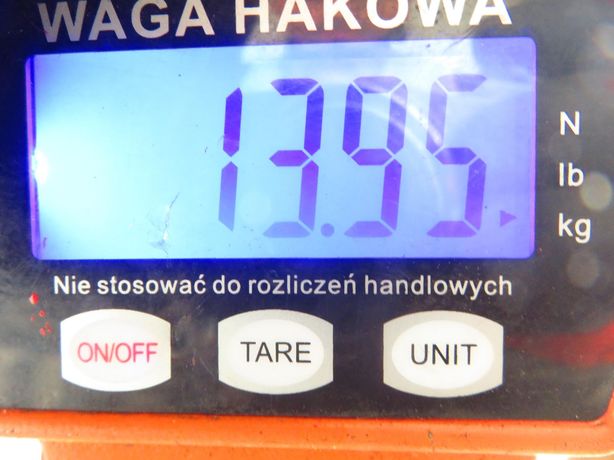 WAGA HAKOWA
13.95
N
lb
kg
Nie stosować do rozliczeń handlowych
ON/OFF
TARE
UNIT